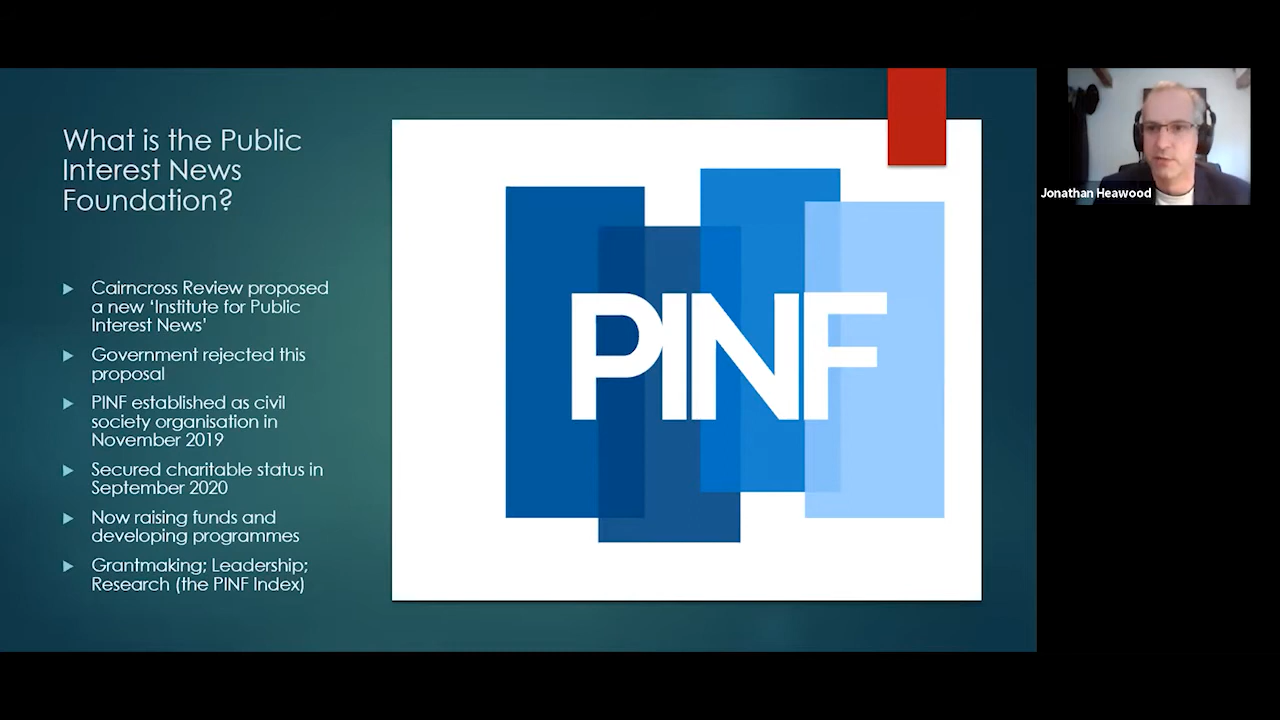 What is the Public
Interest News
Foundation?
Cairncross Review proposed
a new ‘Institute for Public
Interest News’
Government rejected this
proposal
PINF established as civil
society organisation in
November 2019
Secured charitable status in
September 2020
Now raising funds and
developing programmes
Grantmaking; Leadership;
Research (the PINF Index)
PINF
Jonathan Heawood